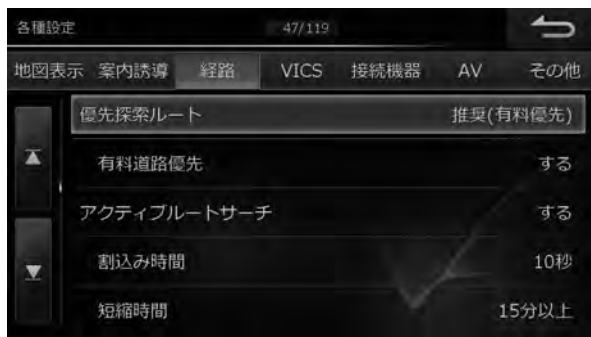 各種設定 47/119
地図表示 案内誘導 経路 VICS 接続機器 AV その他
優先探索ルート 推奨(有料優先)
有料道路優先 する
アクティブルートサーチ する
割込み時間 10秒
短縮時間 15分以上